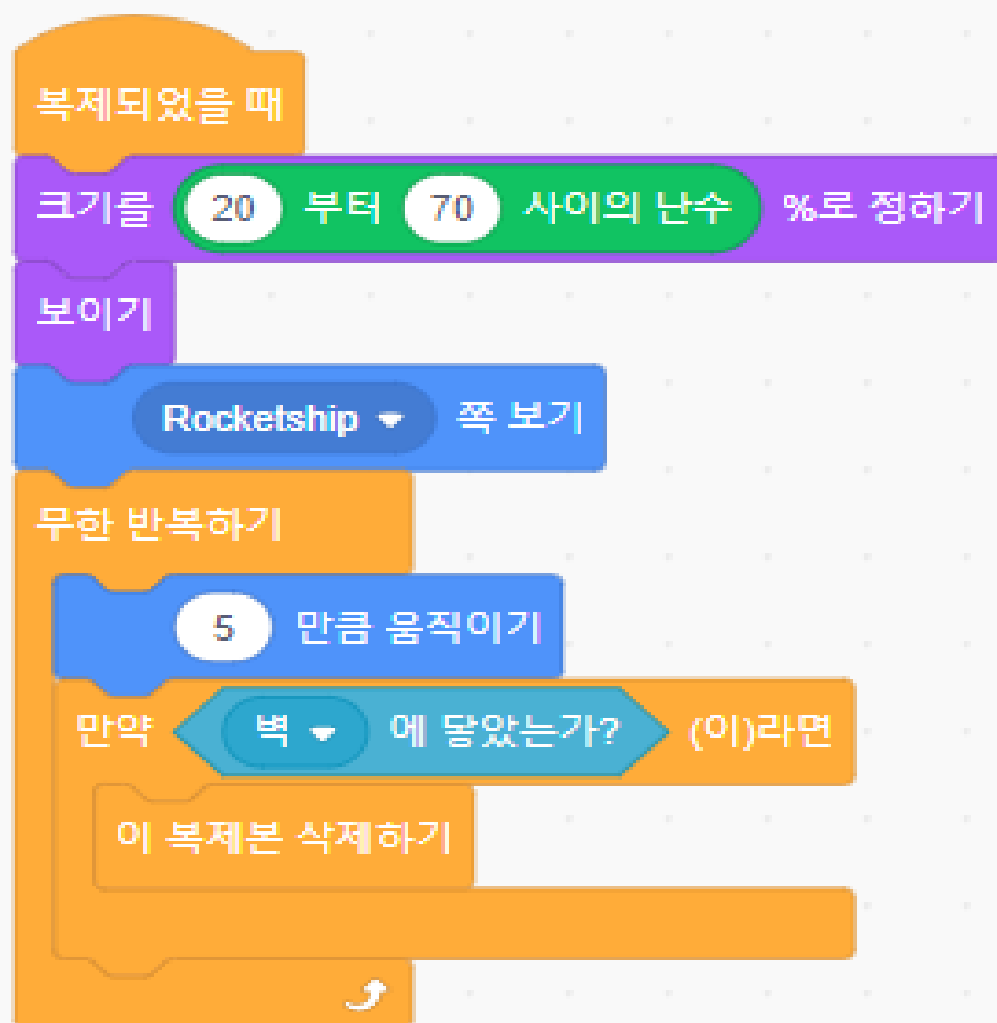 복제되었을 때
크기를 20 부터 70 사이의 난수 %로 정하기
보이기
Rocketship 쪽 보기
무한 반복하기
5 만큼 움직이기
만약 벽 에 닿았는가? (이)라면
이 복제본 삭제하기